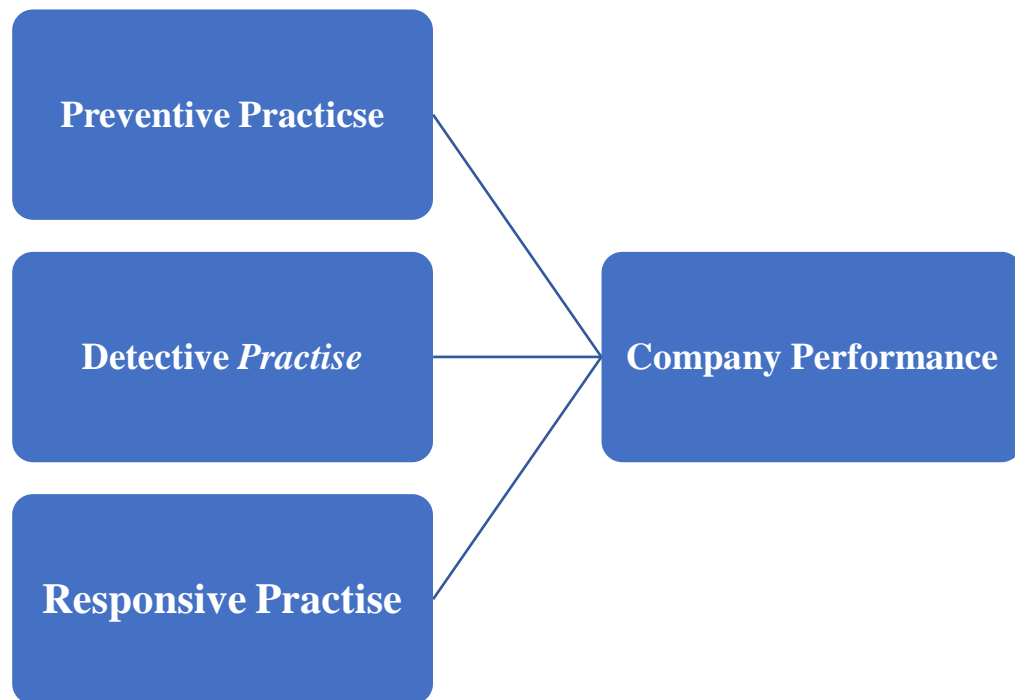 Preventive Practicse
Detective Practise
Company Performance
Responsive Practise